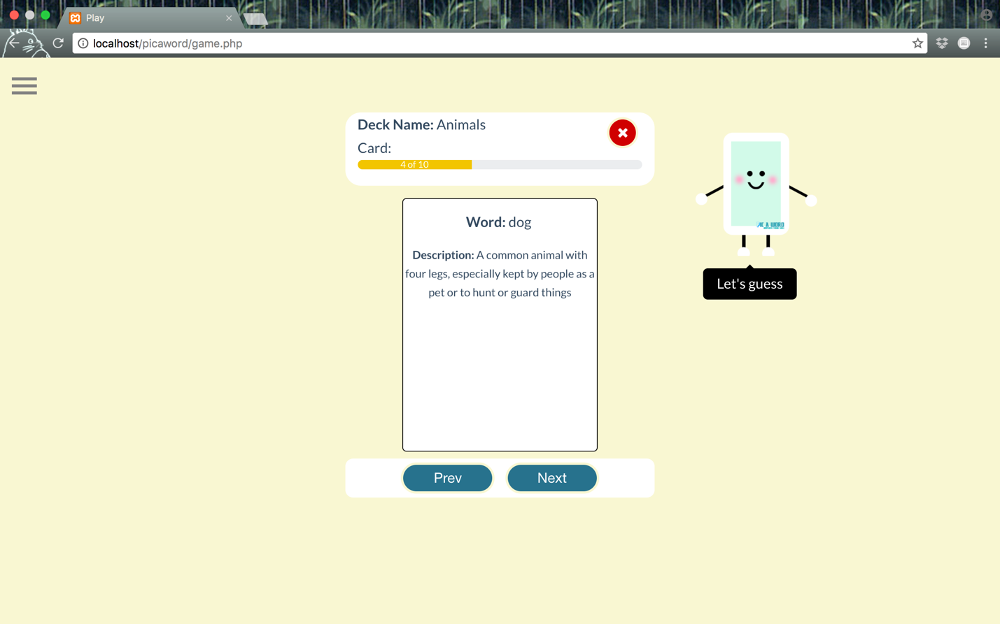 Play
localhost/picaword/game.php
Deck Name: Animals
Card:
4 of 10
Word: dog
Description: A common animal with
four legs, especially kept by people as a
pet or to hunt or guard things
Let's guess
Prev
Next